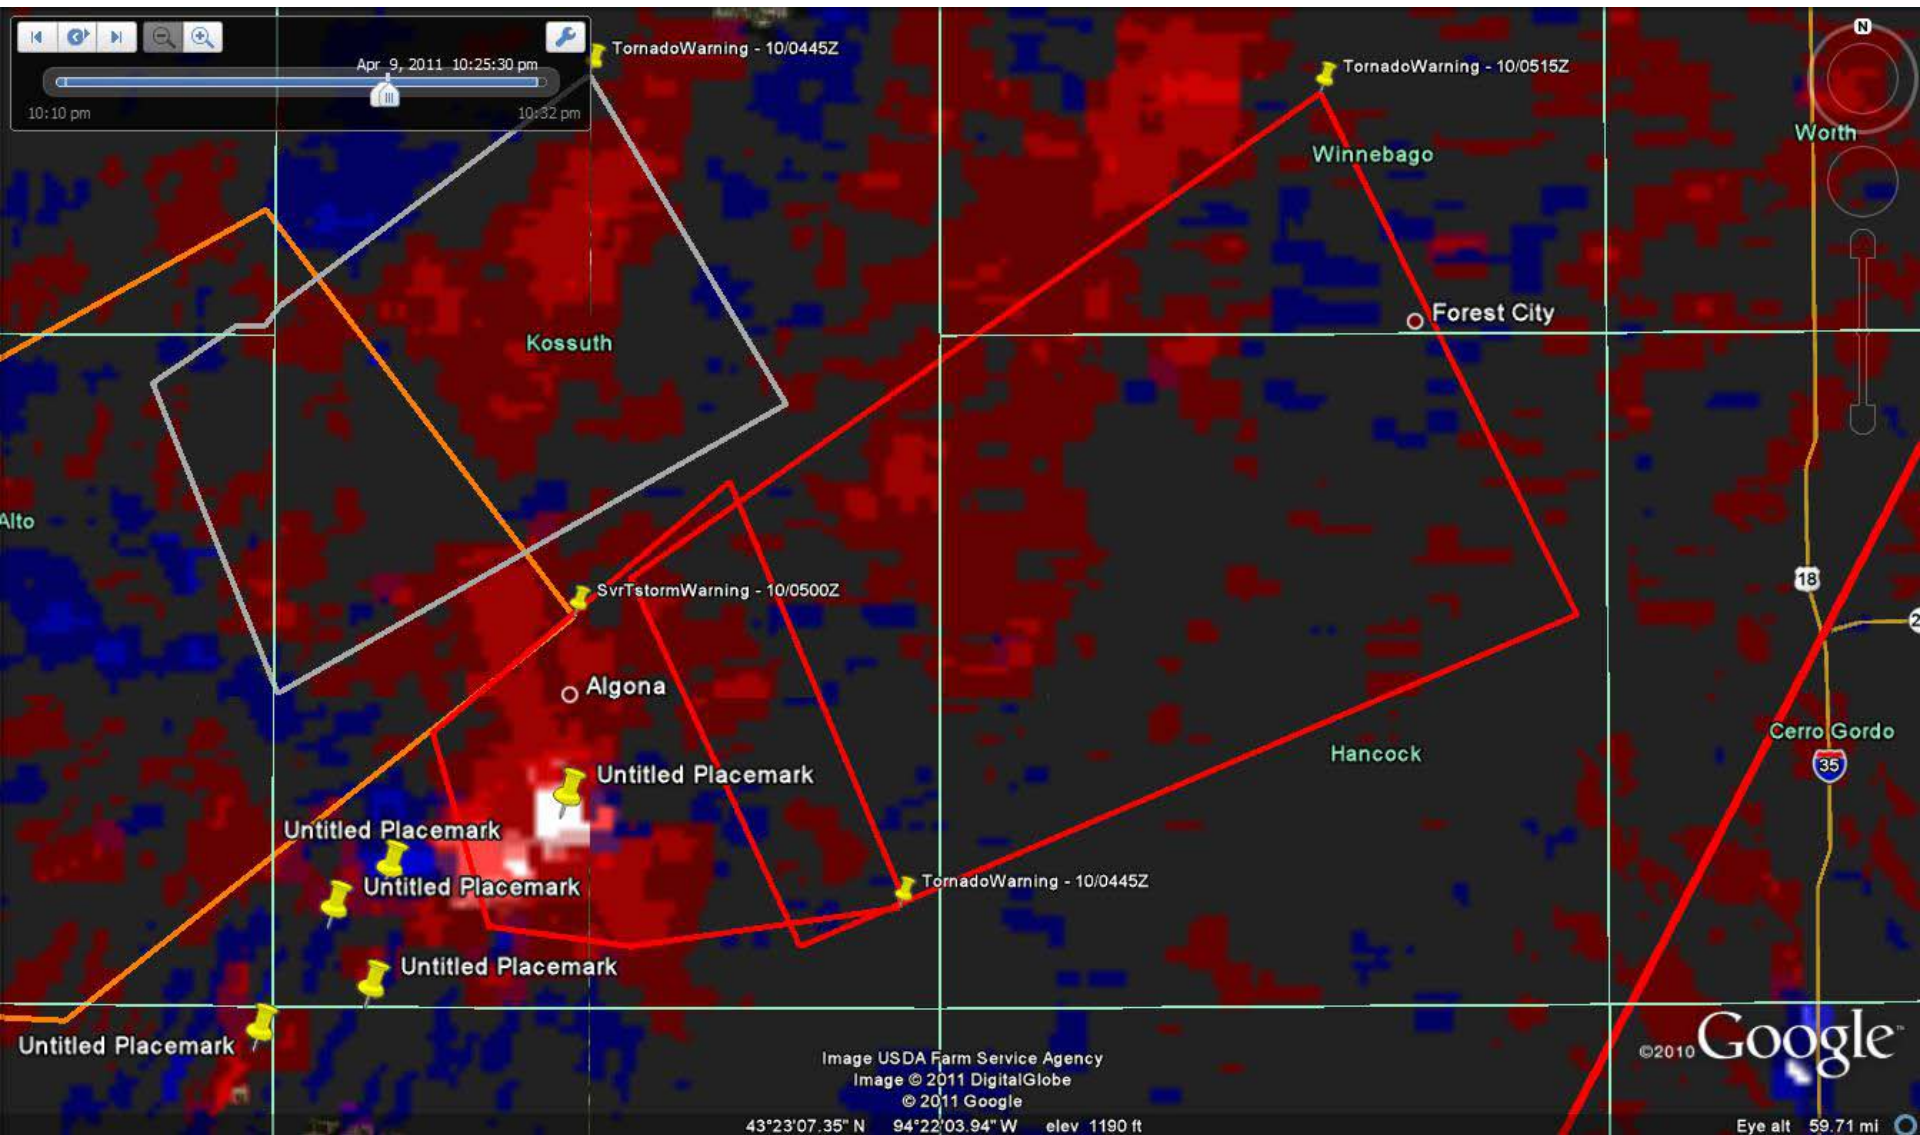 Apr 9, 2011 10:25:30 pm
10:10 pm
10:32 pm
TornadoWarning - 10/0445Z
TornadoWarning - 10/0515Z
N
Worth
Winnebago
Forest City
Kossuth
Alto
18
SvrTstormWarning - 10/0500Z
2
Algona
Cerro Gordo
Hancock
35
Untitled Placemark
Untitled Placemark
TornadoWarning - 10/0445Z
Untitled Placemark
Untitled Placemark
Untitled Placemark
©2010 Google
Image USDA Farm Service Agency
Image © 2011 DigitalGlobe
© 2011 Google
43°23'07.35" N 94°22'03.94" W elev 1190 ft
Eye alt 59.71 mi